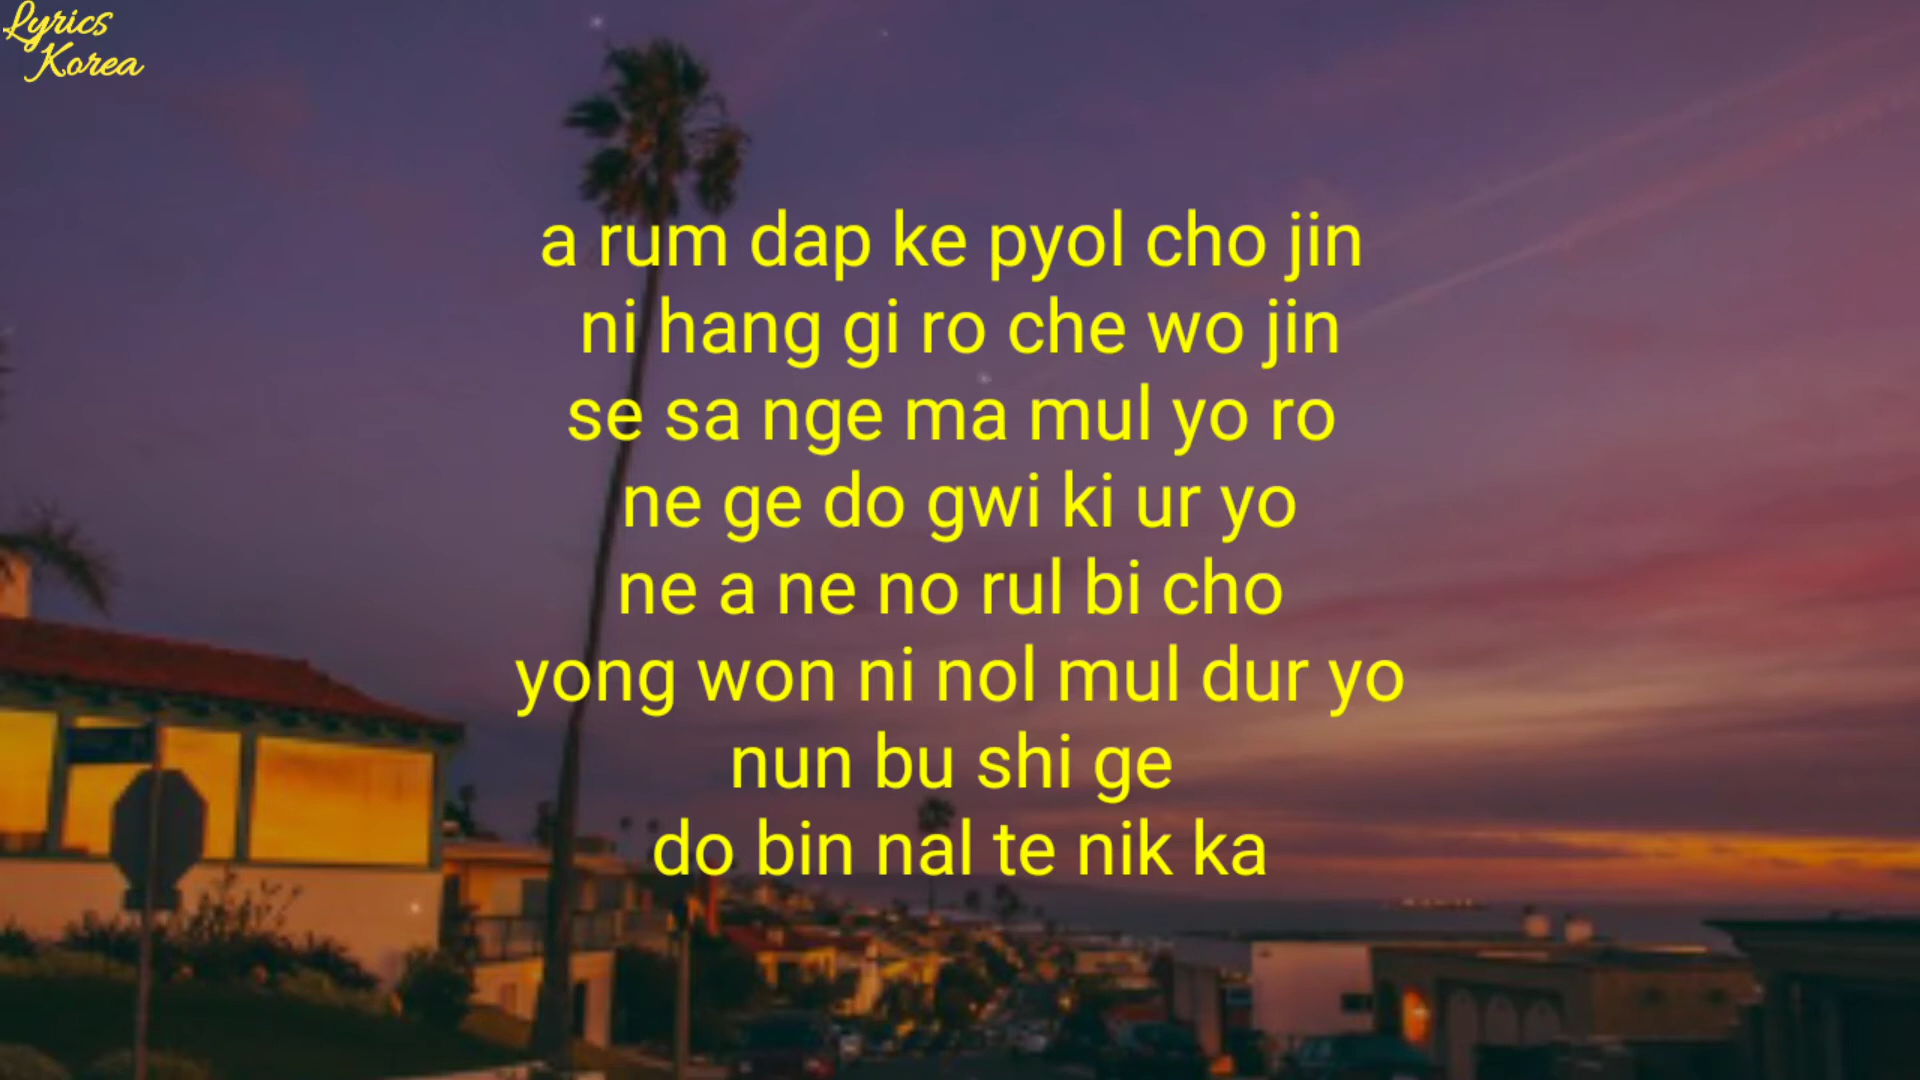 Lyrics
Korea
a rum dap ke pyol cho jin
ni hang gi ro che wo jin
se sa nge ma mul yo ro
ne ge do gwi ki ur yo
ne a ne no rul bi cho
yong won ni nol mul dur yo
nun bu shi ge
do bin nal te nik ka